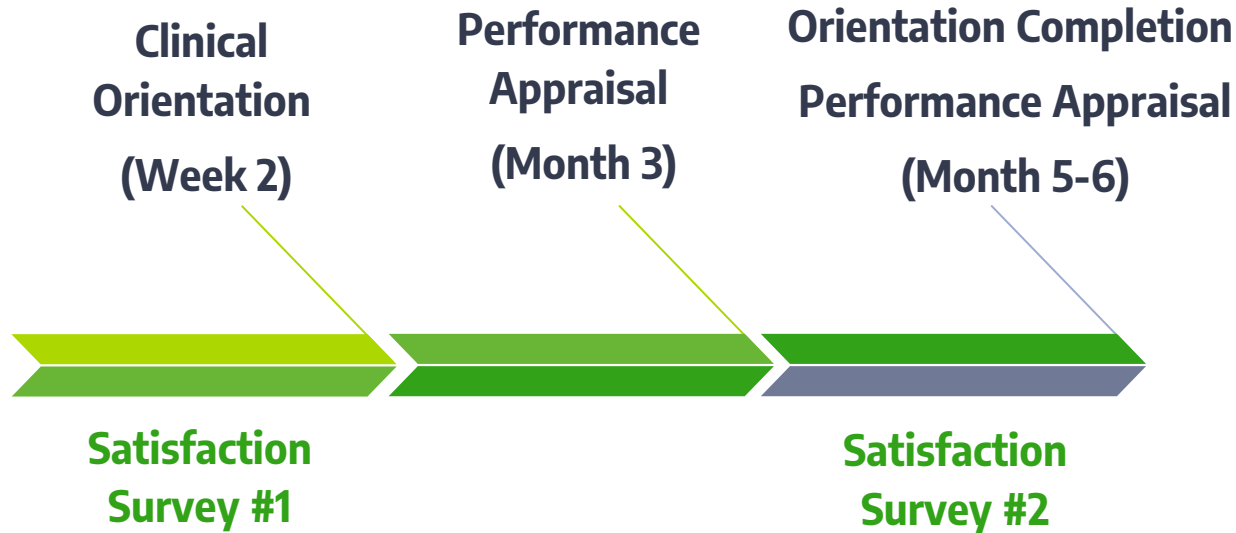 Clinical
Orientation
(Week 2)
Performance
Appraisal
(Month 3)
Orientation Completion
Performance Appraisal
(Month 5-6)
Satisfaction
Survey #1
Satisfaction
Survey #2